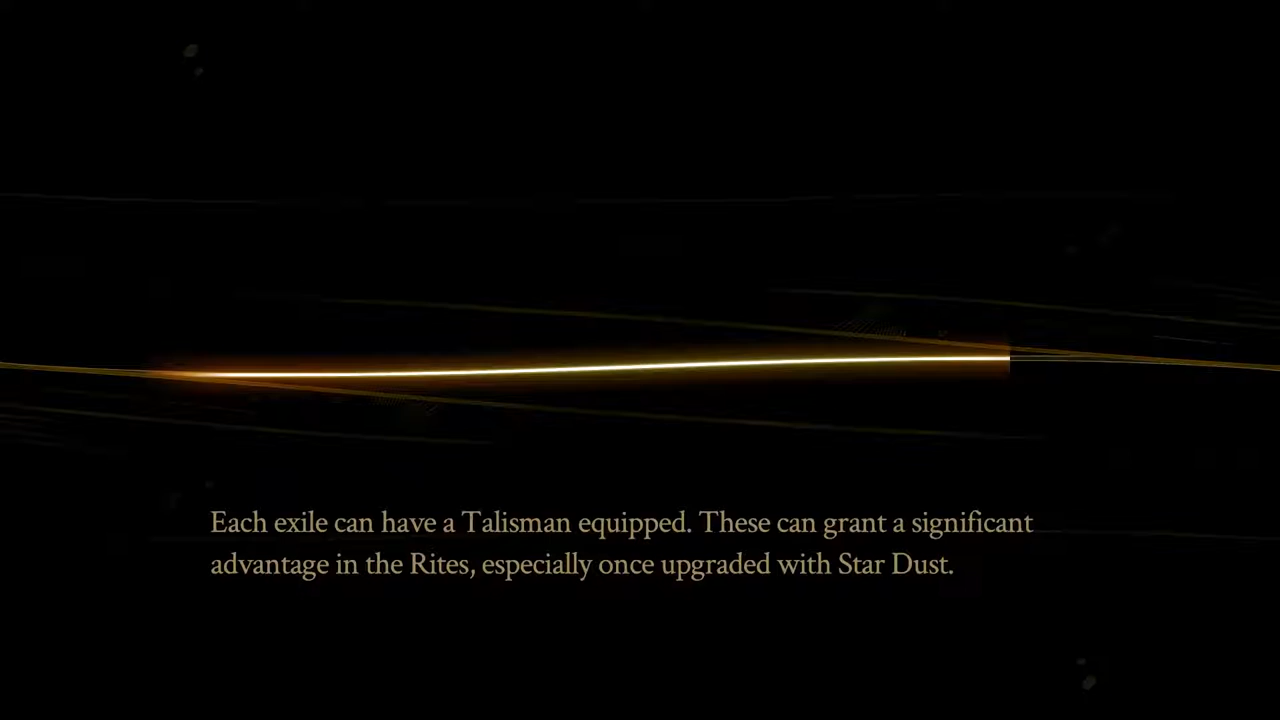 Each exile can have a Talisman equipped. These can grant a significant
advantage in the Rites, especially once upgraded with Star Dust.